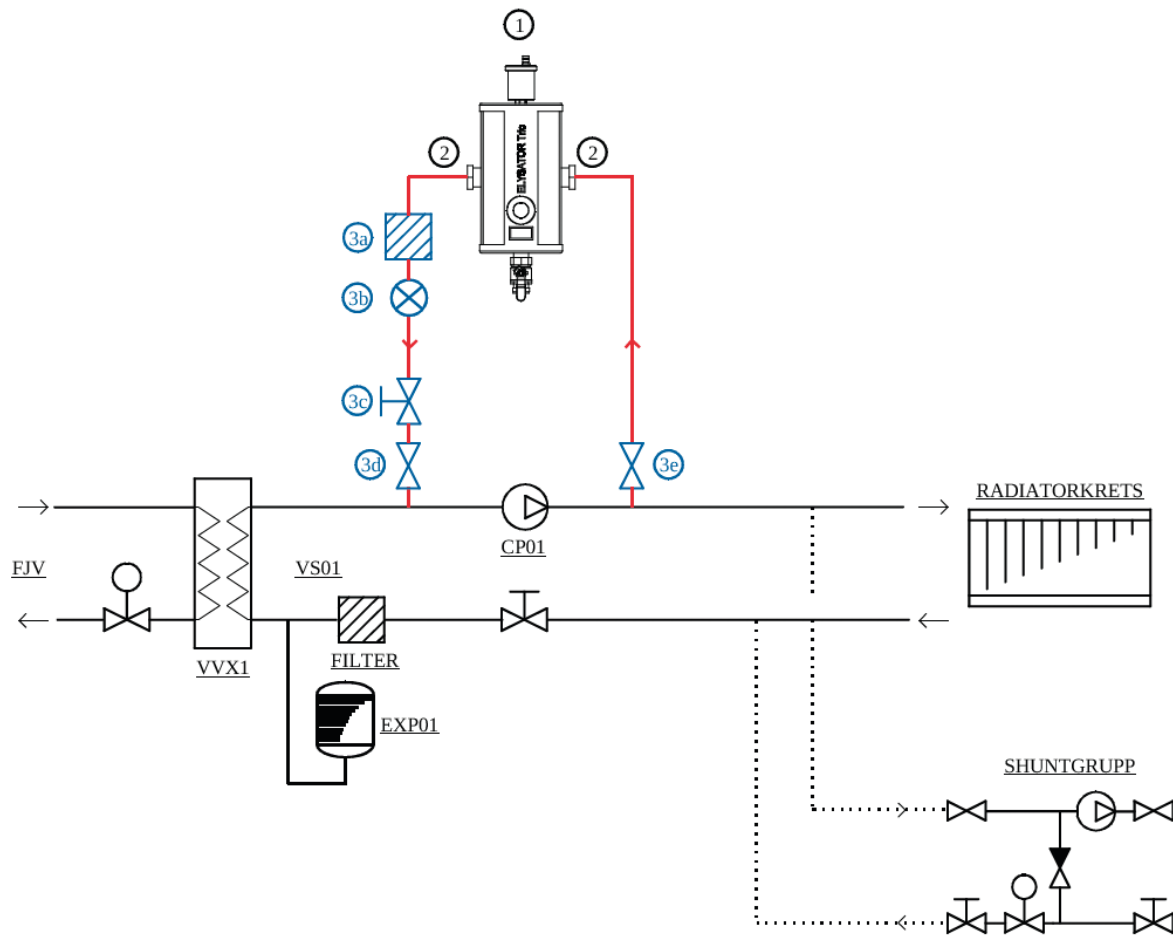 1
2
2
ELYSATOR Trio
3a
3b
3c
3d
3e
RADIATORKRETS
CP01
FJV
VS01
VVX1
FILTER
EXP01
SHUNTGRUPP